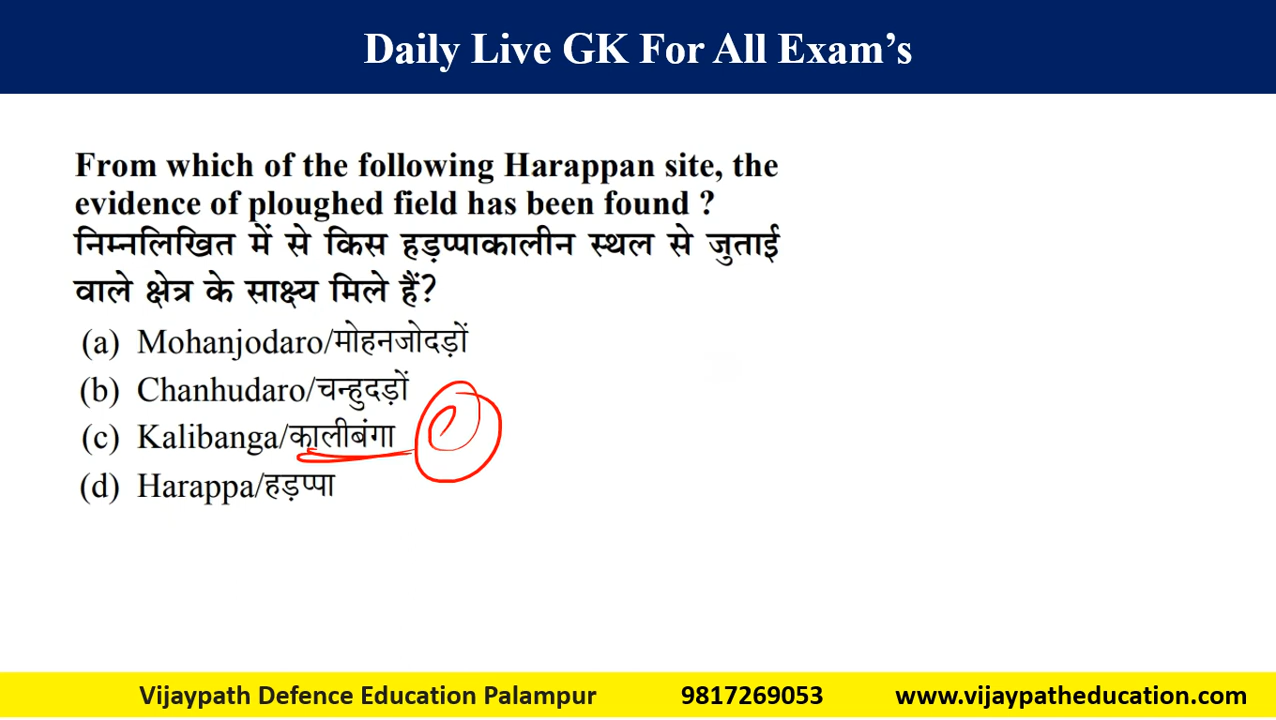 Daily Live GK For All Exam's
From which of the following Harappan site, the
evidence of ploughed field has been found ?
निम्नलिखित में से किस हड़प्पाकालीन स्थल से जुताई
वाले क्षेत्र के साक्ष्य मिले हैं?
(a) Mohanjodaro/मोहनजोदड़ों
(b) Chanhudaro/चन्हुदड़ों
(c) Kalibanga/कालीबंगा
(d) Harappa/हड़प्पा
Vijaypath Defence Education Palampur 9817269053 www.vijaypatheducation.com